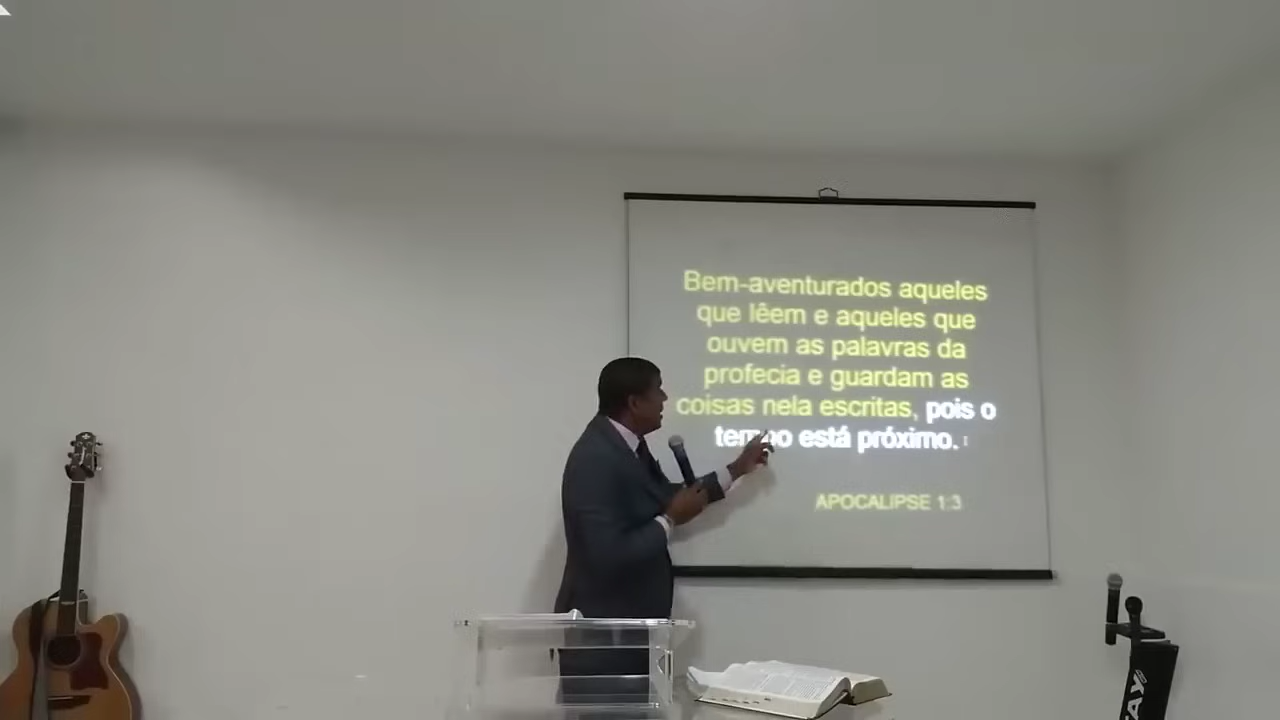 Bem-aventurados aqueles
que lêem e aqueles que
ouvem as palavras da
profecia e guardam as
coisas nela escritas, pois o
tempo está próximo.
APOCALIPSE 1:3